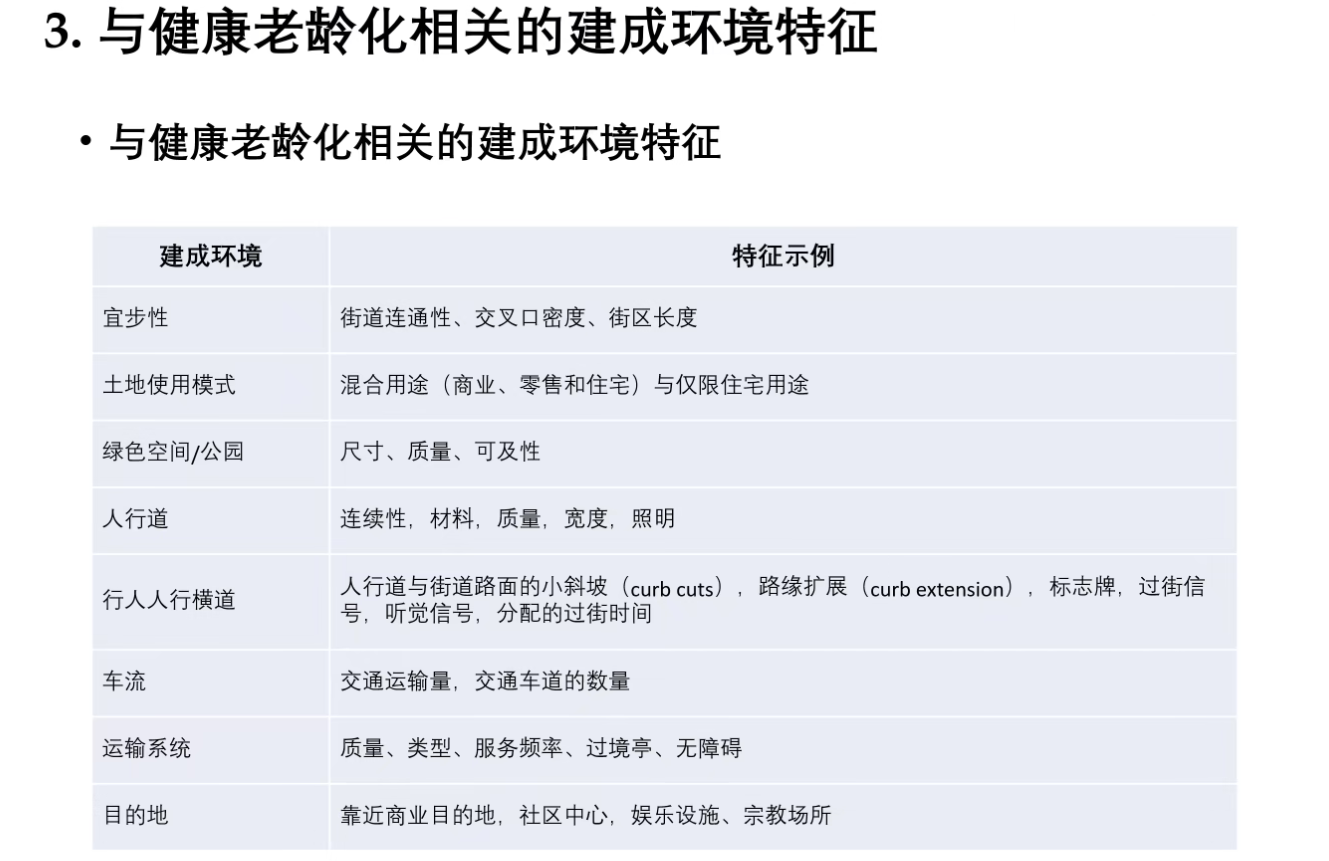 3. 与健康老龄化相关的建成环境特征
• 与健康老龄化相关的建成环境特征
建成环境 特征示例
宜步性 街道连通性、交叉口密度、街区长度
土地使用模式 混合用途（商业、零售和住宅）与仅限住宅用途
绿色空间/公园 尺寸、质量、可及性
人行道 连续性，材料，质量，宽度，照明
行人人行横道 人行道与街道路面的小斜坡（curb cuts），路缘扩展（curb extension），标志牌，过街信
号，听觉信号，分配的过街时间
车流 交通运输量，交通车道的数量
运输系统 质量、类型、服务频率、过境亭、无障碍
目的地 靠近商业目的地，社区中心，娱乐设施、宗教场所